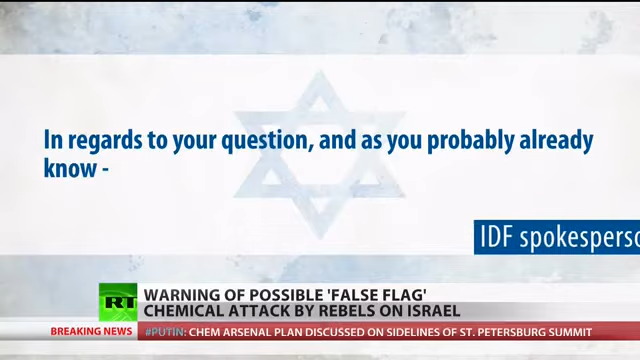 In regards to your question, and as you probably already
know -
IDF spokesperso
RT
WARNING OF POSSIBLE 'FALSE FLAG'
CHEMICAL ATTACK BY REBELS ON ISRAEL
BREAKING NEWS
#PUTIN: CHEM ARSENAL PLAN DISCUSSED ON SIDELINES OF ST. PETERSBURG SUMMIT